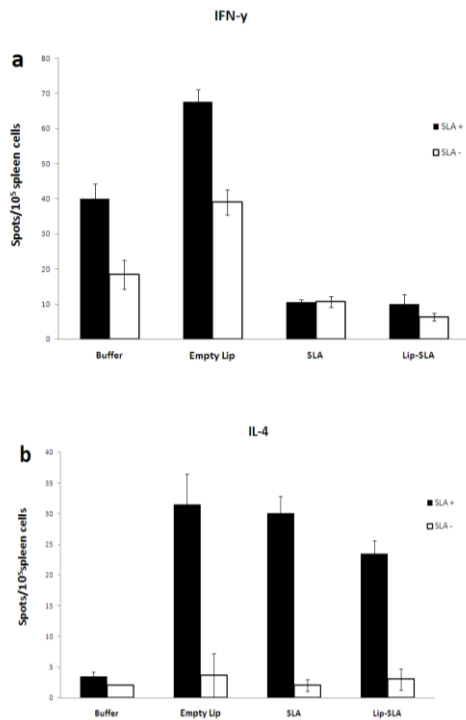 IFN-y
a
80
70
60
50
40
30
20
10
0
Spots/10⁵ spleen cells
SLA +
SLA -
Buffer Empty Lip SLA Lip-SLA
IL-4
b
40
35
30
25
20
15
10
5
0
Spots/10⁵spleen cells
SLA +
SLA -
Buffer Empty Lip SLA Lip-SLA